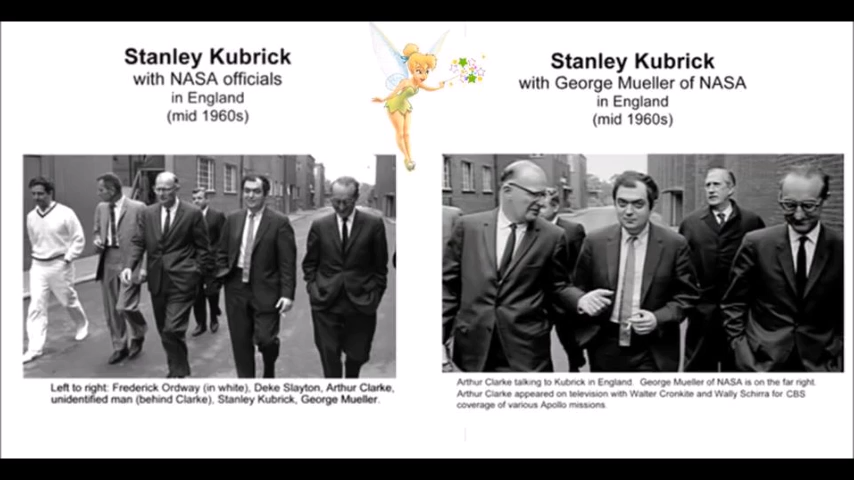 Stanley Kubrick
with NASA officials
in England
(mid 1960s)
Stanley Kubrick
with George Mueller of NASA
in England
(mid 1960s)
Left to right: Frederick Ordway (in white), Deke Slayton, Arthur Clarke,
unidentified man (behind Clarke), Stanley Kubrick, George Mueller.
Arthur Clarke talking to Kubrick in England. George Mueller of NASA is on the far right.
Arthur Clarke appeared on television with Walter Cronkite and Wally Schirra for CBS
coverage of various Apollo missions.